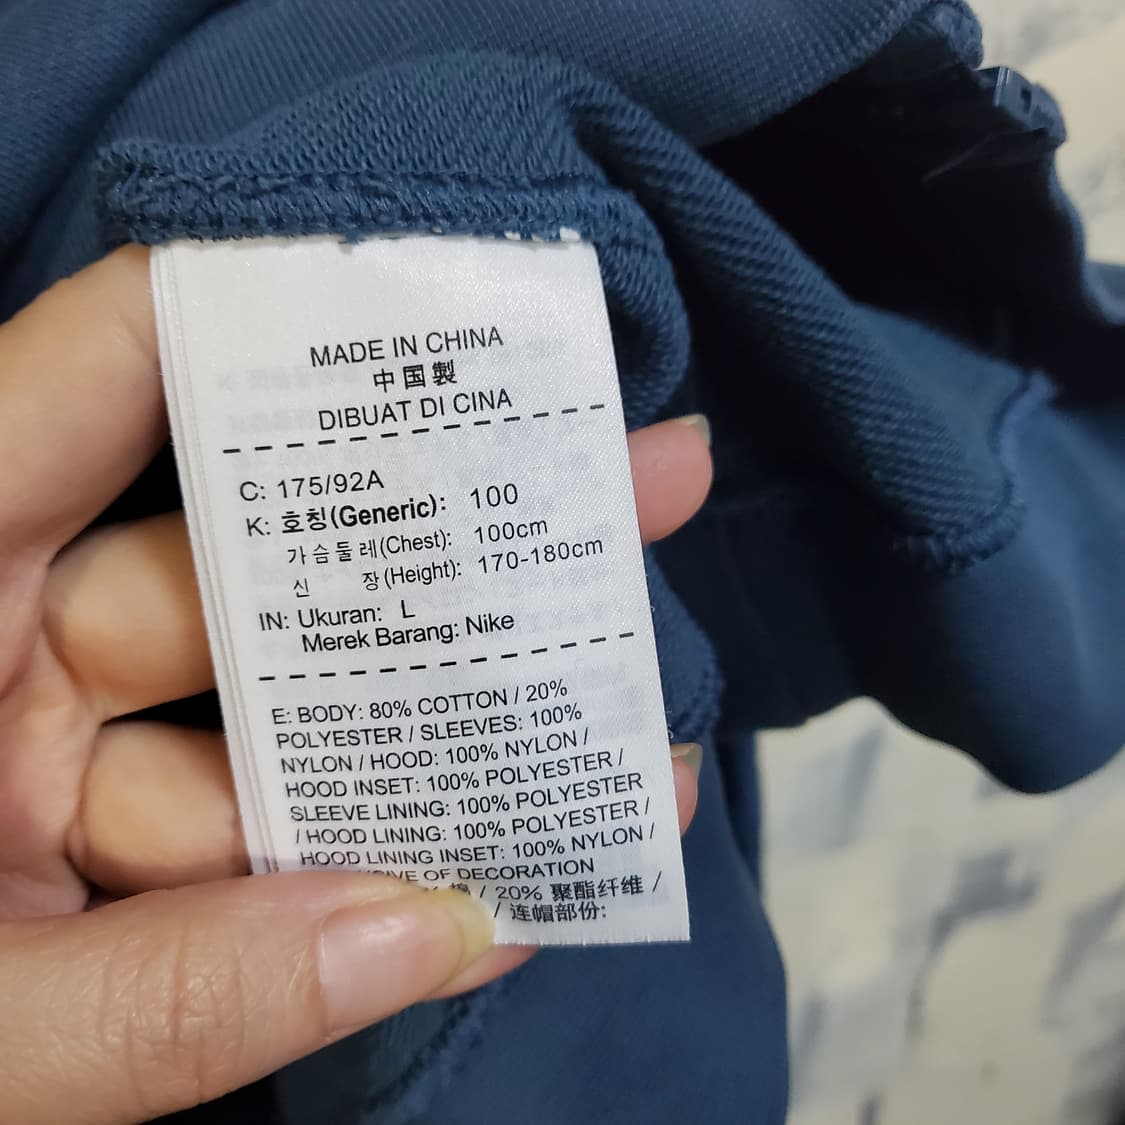 MADE IN CHINA
中国製
DIBUAT DI CINA
C: 175/92A
K: 호칭(Generic): 100
가슴둘레(Chest): 100cm
신 장(Height): 170-180cm
IN: Ukuran: L
Merek Barang: Nike
E: BODY: 80% COTTON / 20%
POLYESTER / SLEEVES: 100%
NYLON / HOOD: 100% NYLON /
HOOD INSET: 100% POLYESTER /
SLEEVE LINING: 100% POLYESTER
/ HOOD LINING: 100% POLYESTER /
HOOD LINING INSET: 100% NYLON /
OF DECORATION
棉 / 20% 聚酯纤维 /
/ 连帽部份: